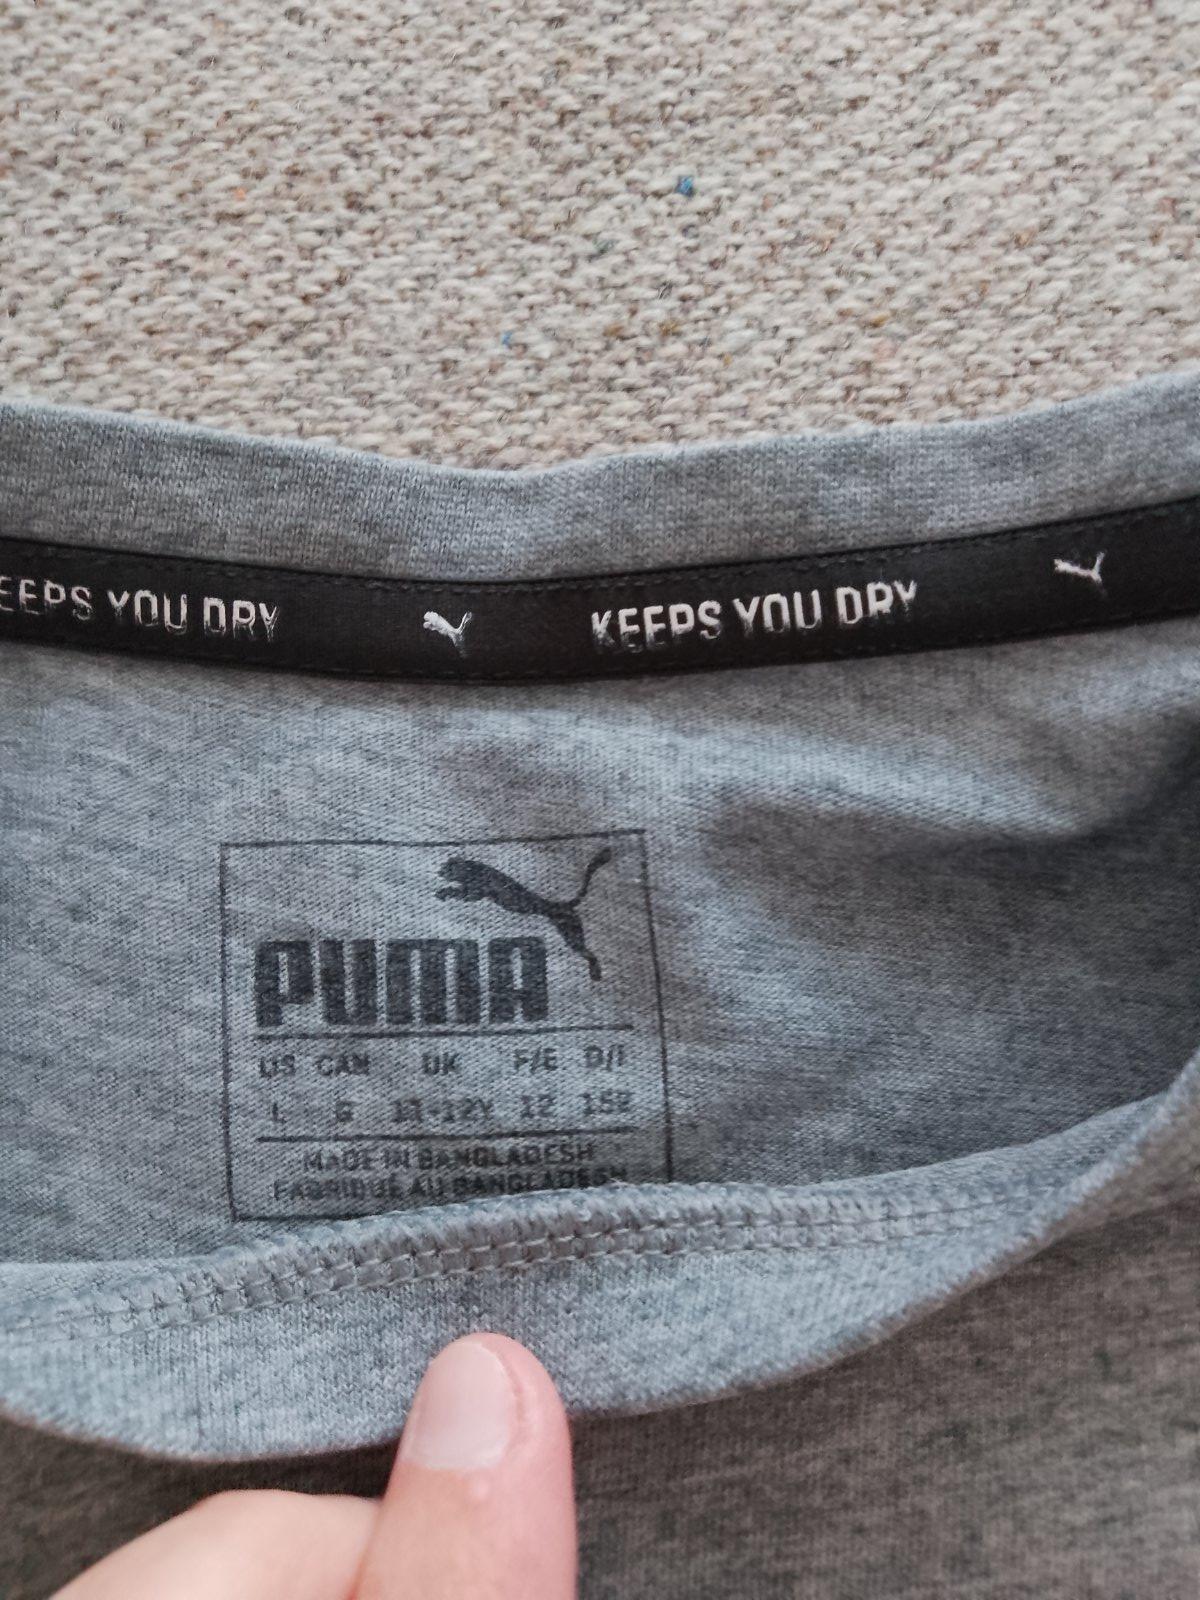 EEPS YOU DRY KEEPS YOU DRY
PUMA
US CAN UK F/E D/I
L G 11-12Y 12 152
MADE IN BANGLADESH
FABRIQUE AU BANGLADESH